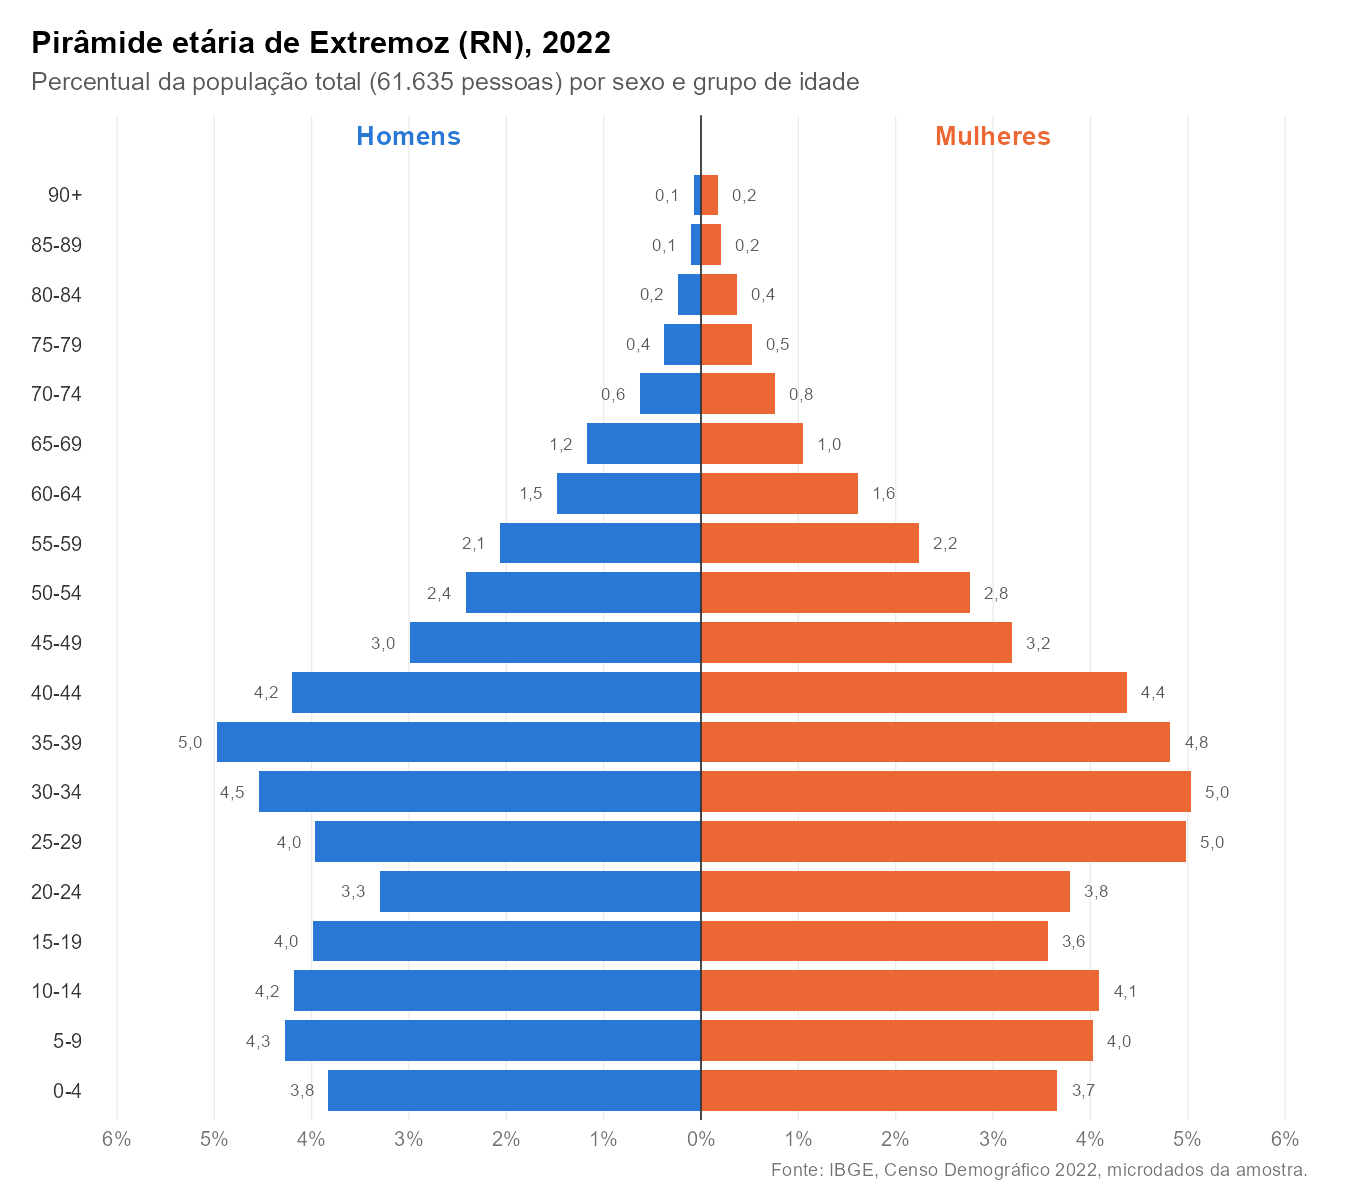 Pirâmide etária de Extremoz (RN), 2022
Percentual da população total (61.635 pessoas) por sexo e grupo de idade
Homens Mulheres
90+ 0,1 0,2
85-89 0,1 0,2
80-84 0,2 0,4
75-79 0,4 0,5
70-74 0,6 0,8
65-69 1,2 1,0
60-64 1,5 1,6
55-59 2,1 2,2
50-54 2,4 2,8
45-49 3,0 3,2
40-44 4,2 4,4
35-39 5,0 4,8
30-34 4,5 5,0
25-29 4,0 5,0
20-24 3,3 3,8
15-19 4,0 3,6
10-14 4,2 4,1
5-9 4,3 4,0
0-4 3,8 3,7
6% 5% 4% 3% 2% 1% 0% 1% 2% 3% 4% 5% 6%
Fonte: IBGE, Censo Demográfico 2022, microdados da amostra.